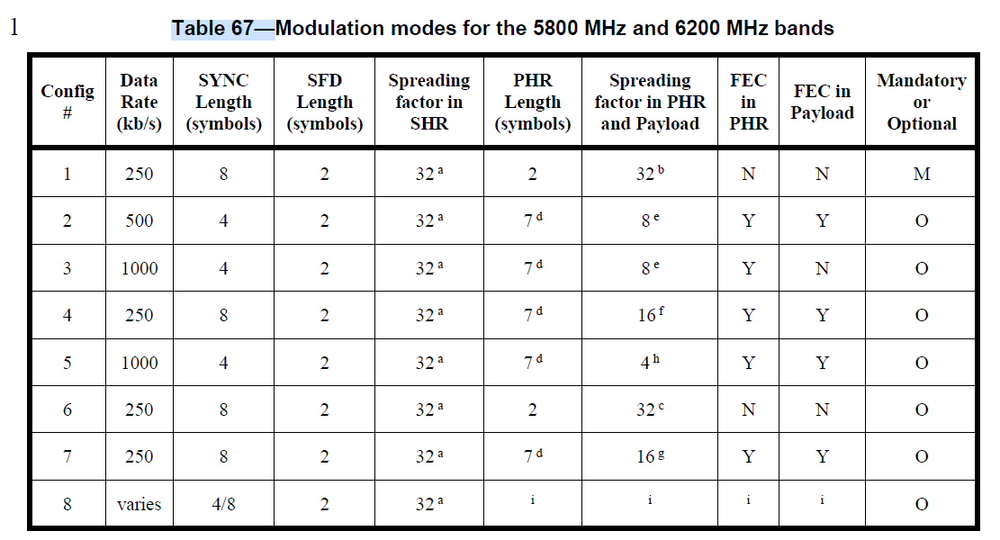 1
Table 67—Modulation modes for the 5800 MHz and 6200 MHz bands
Config # | Data Rate (kb/s) | SYNC Length (symbols) | SFD Length (symbols) | Spreading factor in SHR | PHR Length (symbols) | Spreading factor in PHR and Payload | FEC in PHR | FEC in Payload | Mandatory or Optional
1 | 250 | 8 | 2 | 32 a | 2 | 32 b | N | N | M
2 | 500 | 4 | 2 | 32 a | 7 d | 8 e | Y | Y | O
3 | 1000 | 4 | 2 | 32 a | 7 d | 8 e | Y | N | O
4 | 250 | 8 | 2 | 32 a | 7 d | 16 f | Y | Y | O
5 | 1000 | 4 | 2 | 32 a | 7 d | 4 h | Y | Y | O
6 | 250 | 8 | 2 | 32 a | 2 | 32 c | N | N | O
7 | 250 | 8 | 2 | 32 a | 7 d | 16 g | Y | Y | O
8 | varies | 4/8 | 2 | 32 a | i | i | i | i | O